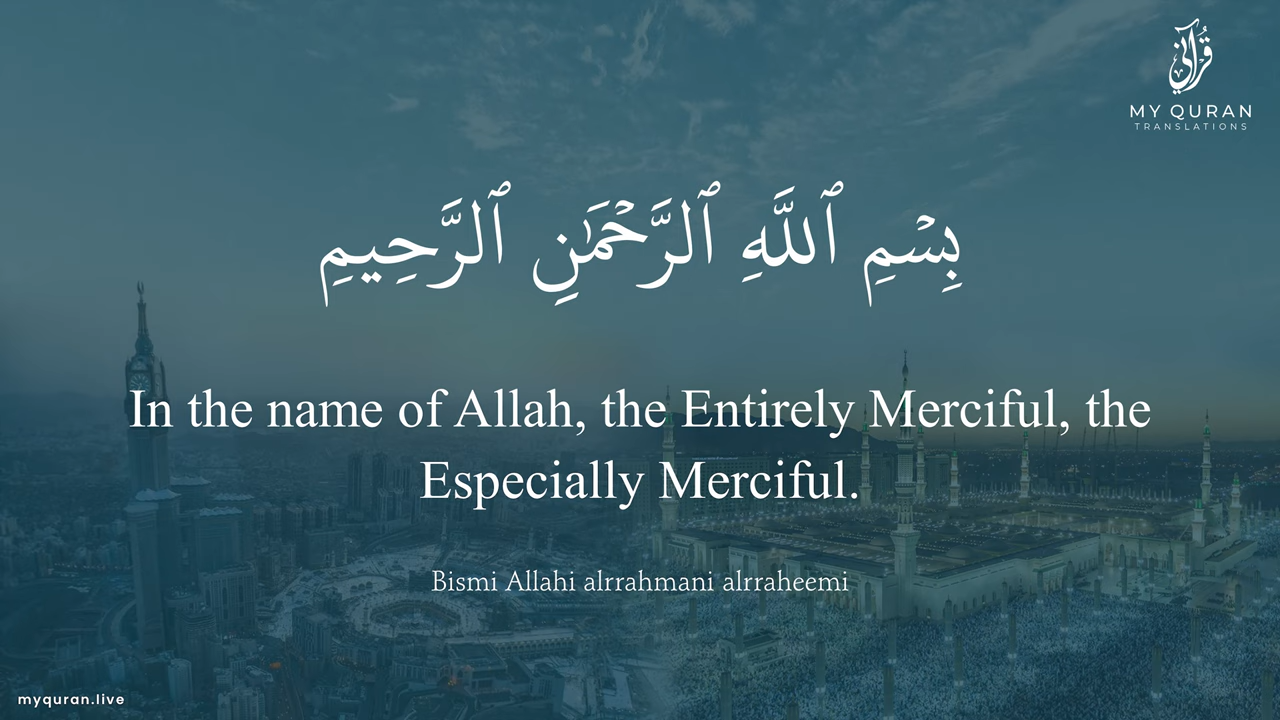 قُرْآنِي
MY QURAN
TRANSLATIONS
بِسْمِ ٱللَّهِ ٱلرَّحْمَٰنِ ٱلرَّحِيمِ
In the name of Allah, the Entirely Merciful, the
Especially Merciful.
Bismi Allahi alrrahmani alrraheemi
myquran.live